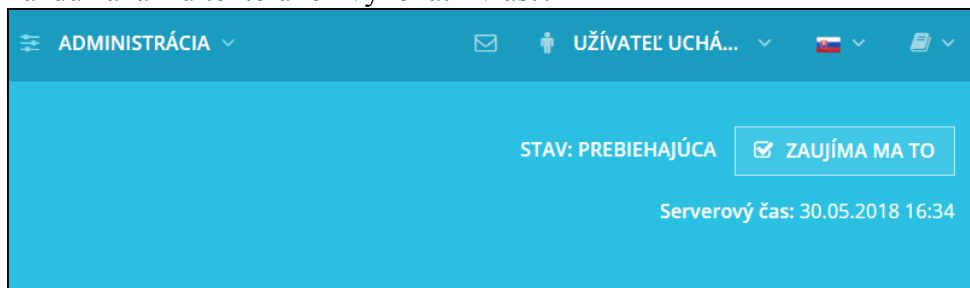 ADMINISTRÁCIA
UŽÍVATEĽ UCHÁ...
STAV: PREBIEHAJÚCA
ZAUJÍMA MA TO
Serverový čas: 30.05.2018 16:34